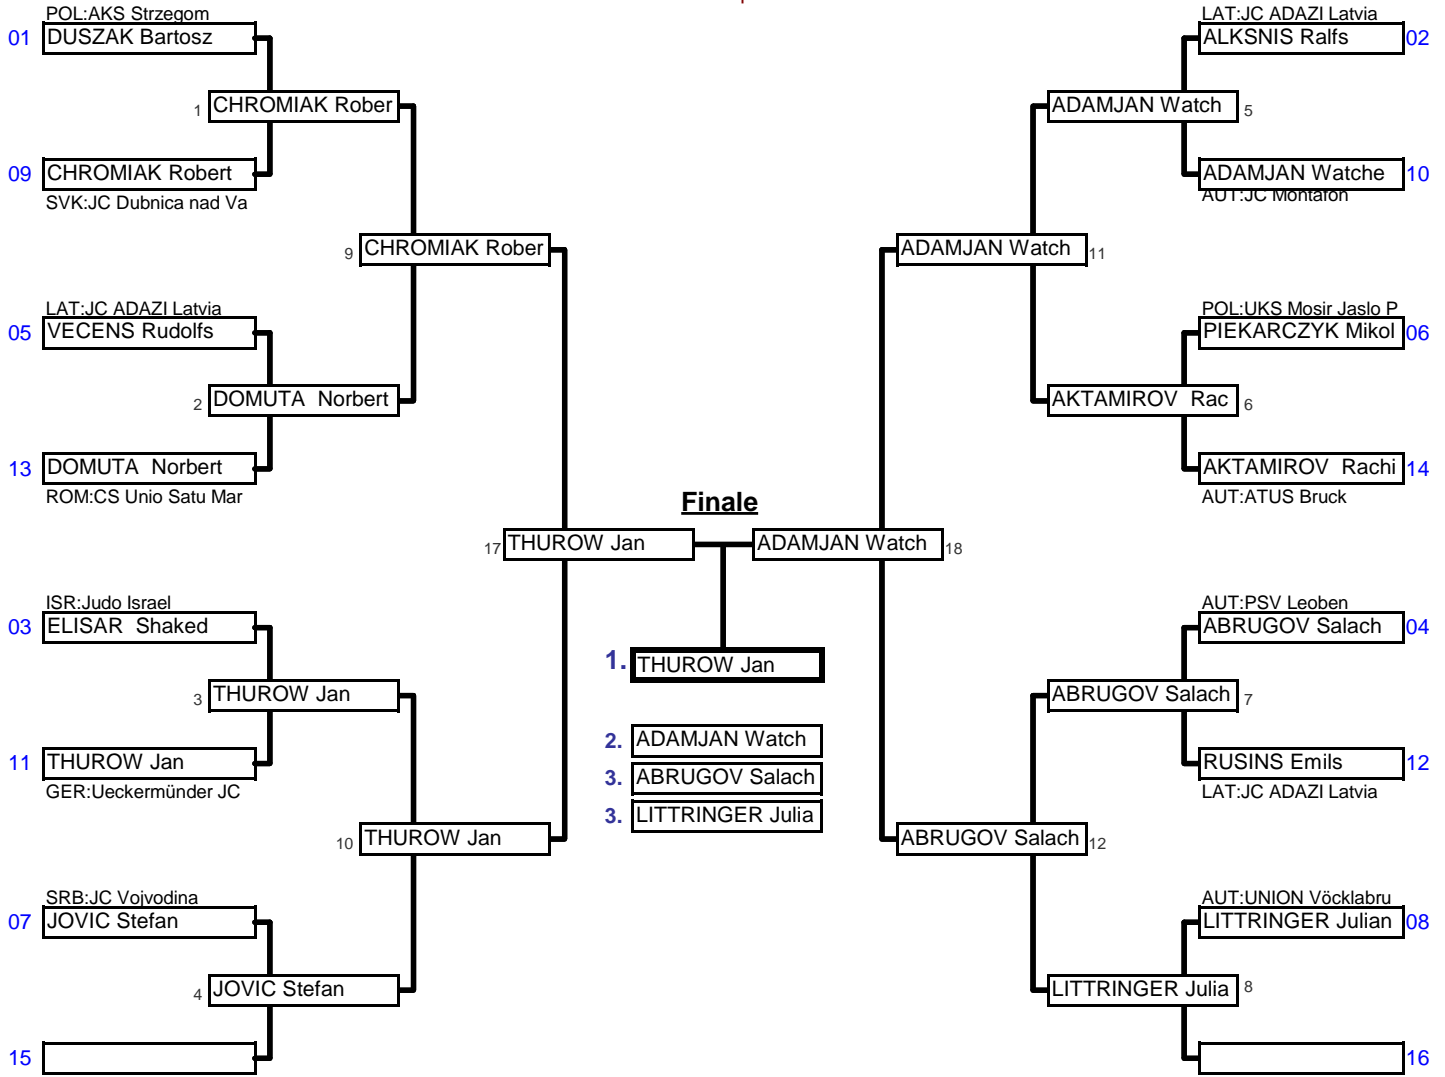 POL:AKS Strzegom
01 DUSZAK Bartosz
1 CHROMIAK Rober
09 CHROMIAK Robert
SVK:JC Dubnica nad Va
9 CHROMIAK Rober
LAT:JC ADAZI Latvia
05 VECENS Rudolfs
2 DOMUTA  Norbert
13 DOMUTA  Norbert
ROM:CS Unio Satu Mar
17 THUROW Jan
ISR:Judo Israel
03 ELISAR  Shaked
3 THUROW Jan
11 THUROW Jan
GER:Ueckermünder JC
10 THUROW Jan
SRB:JC Vojvodina
07 JOVIC Stefan
4 JOVIC Stefan
15
Finale
1. THUROW Jan
2. ADAMJAN Watch
3. ABRUGOV Salach
3. LITTRINGER Julia
LAT:JC ADAZI Latvia
ALKSNIS Ralfs 02
ADAMJAN Watch 5
ADAMJAN Watche 10
AUT:JC Montafon
ADAMJAN Watch 11
POL:UKS Mosir Jaslo P
PIEKARCZYK Mikol 06
AKTAMIROV  Rac 6
AKTAMIROV  Rachi 14
AUT:ATUS Bruck
ADAMJAN Watch 18
AUT:PSV Leoben
ABRUGOV Salach 04
ABRUGOV Salach 7
RUSINS Emils 12
LAT:JC ADAZI Latvia
ABRUGOV Salach 12
AUT:UNION Vöcklabru
LITTRINGER Julian 08
LITTRINGER Julia 8
16